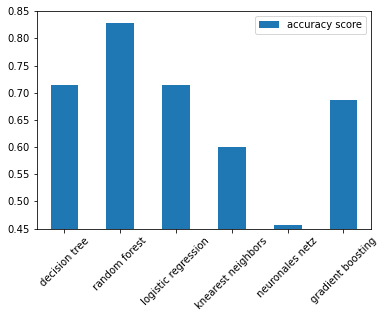 accuracy score
0.85
0.80
0.75
0.70
0.65
0.60
0.55
0.50
0.45
decision tree
random forest
logistic regression
knearest neighbors
neuronales netz
gradient boosting